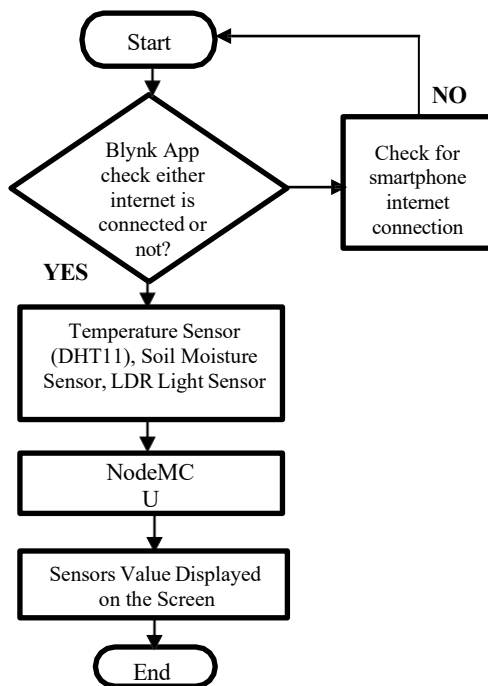 Start
Blynk App
check either
internet is
connected or
not?
NO
Check for
smartphone
internet
connection
YES
Temperature Sensor
(DHT11), Soil Moisture
Sensor, LDR Light Sensor
NodeMC
U
Sensors Value Displayed
on the Screen
End